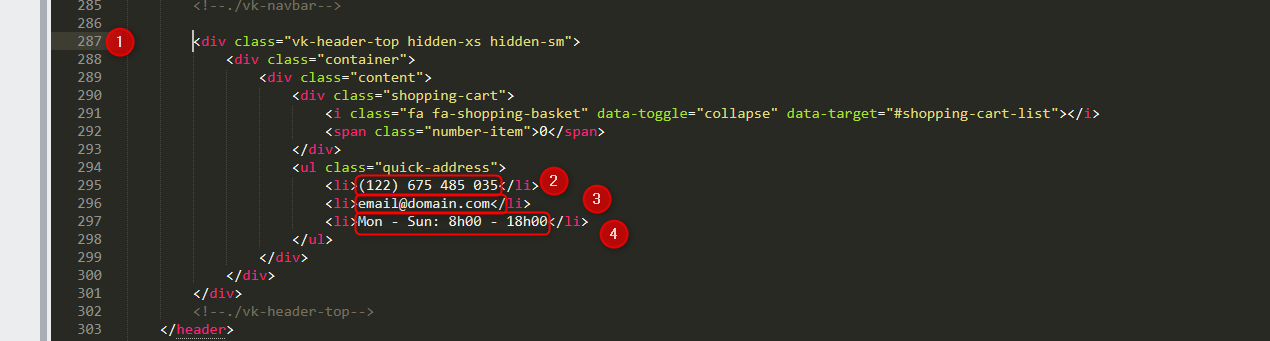 285 <!--./vk-navbar-->
286
287 1 <div class="vk-header-top hidden-xs hidden-sm">
288 <div class="container">
289 <div class="content">
290 <div class="shopping-cart">
291 <i class="fa fa-shopping-basket" data-toggle="collapse" data-target="#shopping-cart-list"></i>
292 <span class="number-item">0</span>
293 </div>
294 <ul class="quick-address">
295 <li>(122) 675 485 035</li> 2
296 <li>email@domain.com</li> 3
297 <li>Mon - Sun: 8h00 - 18h00</li> 4
298 </ul>
299 </div>
300 </div>
301 </div>
302 <!--./vk-header-top-->
303 </header>